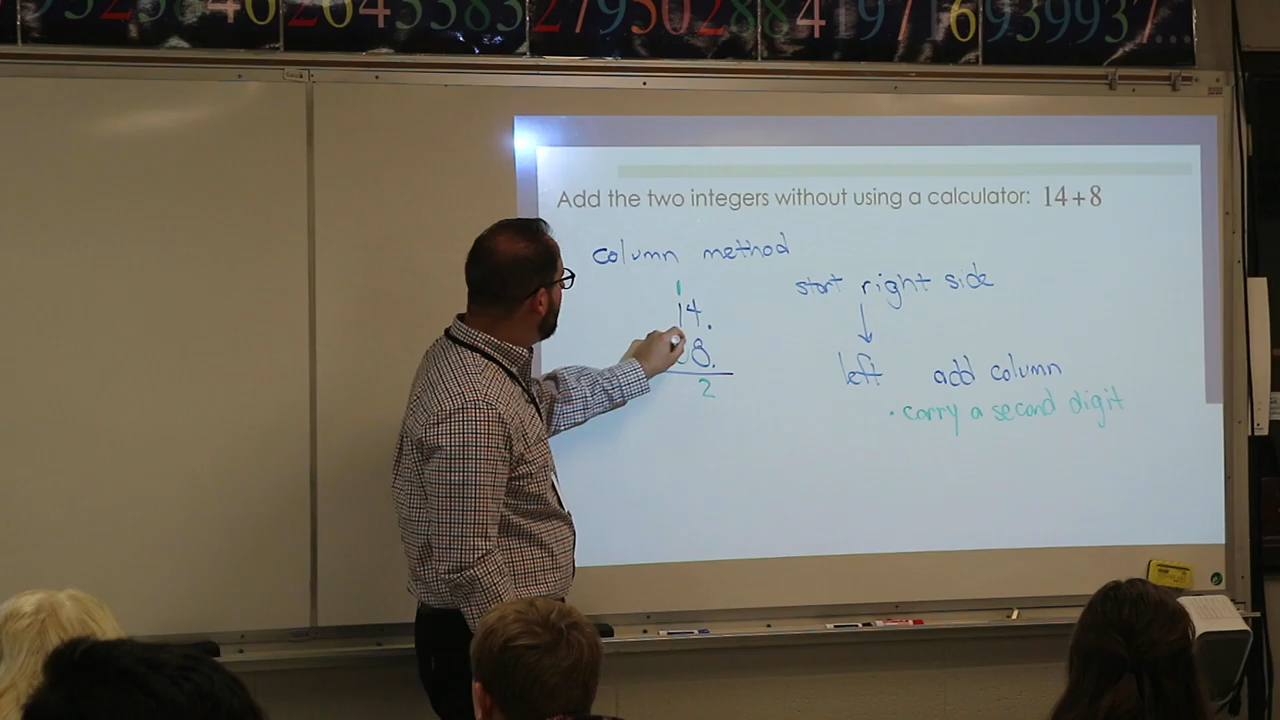 9523846264338327950288419716939937...
Add the two integers without using a calculator: 14+8
column method
start right side
1
14.
8.
2
left add column
· carry a second digit